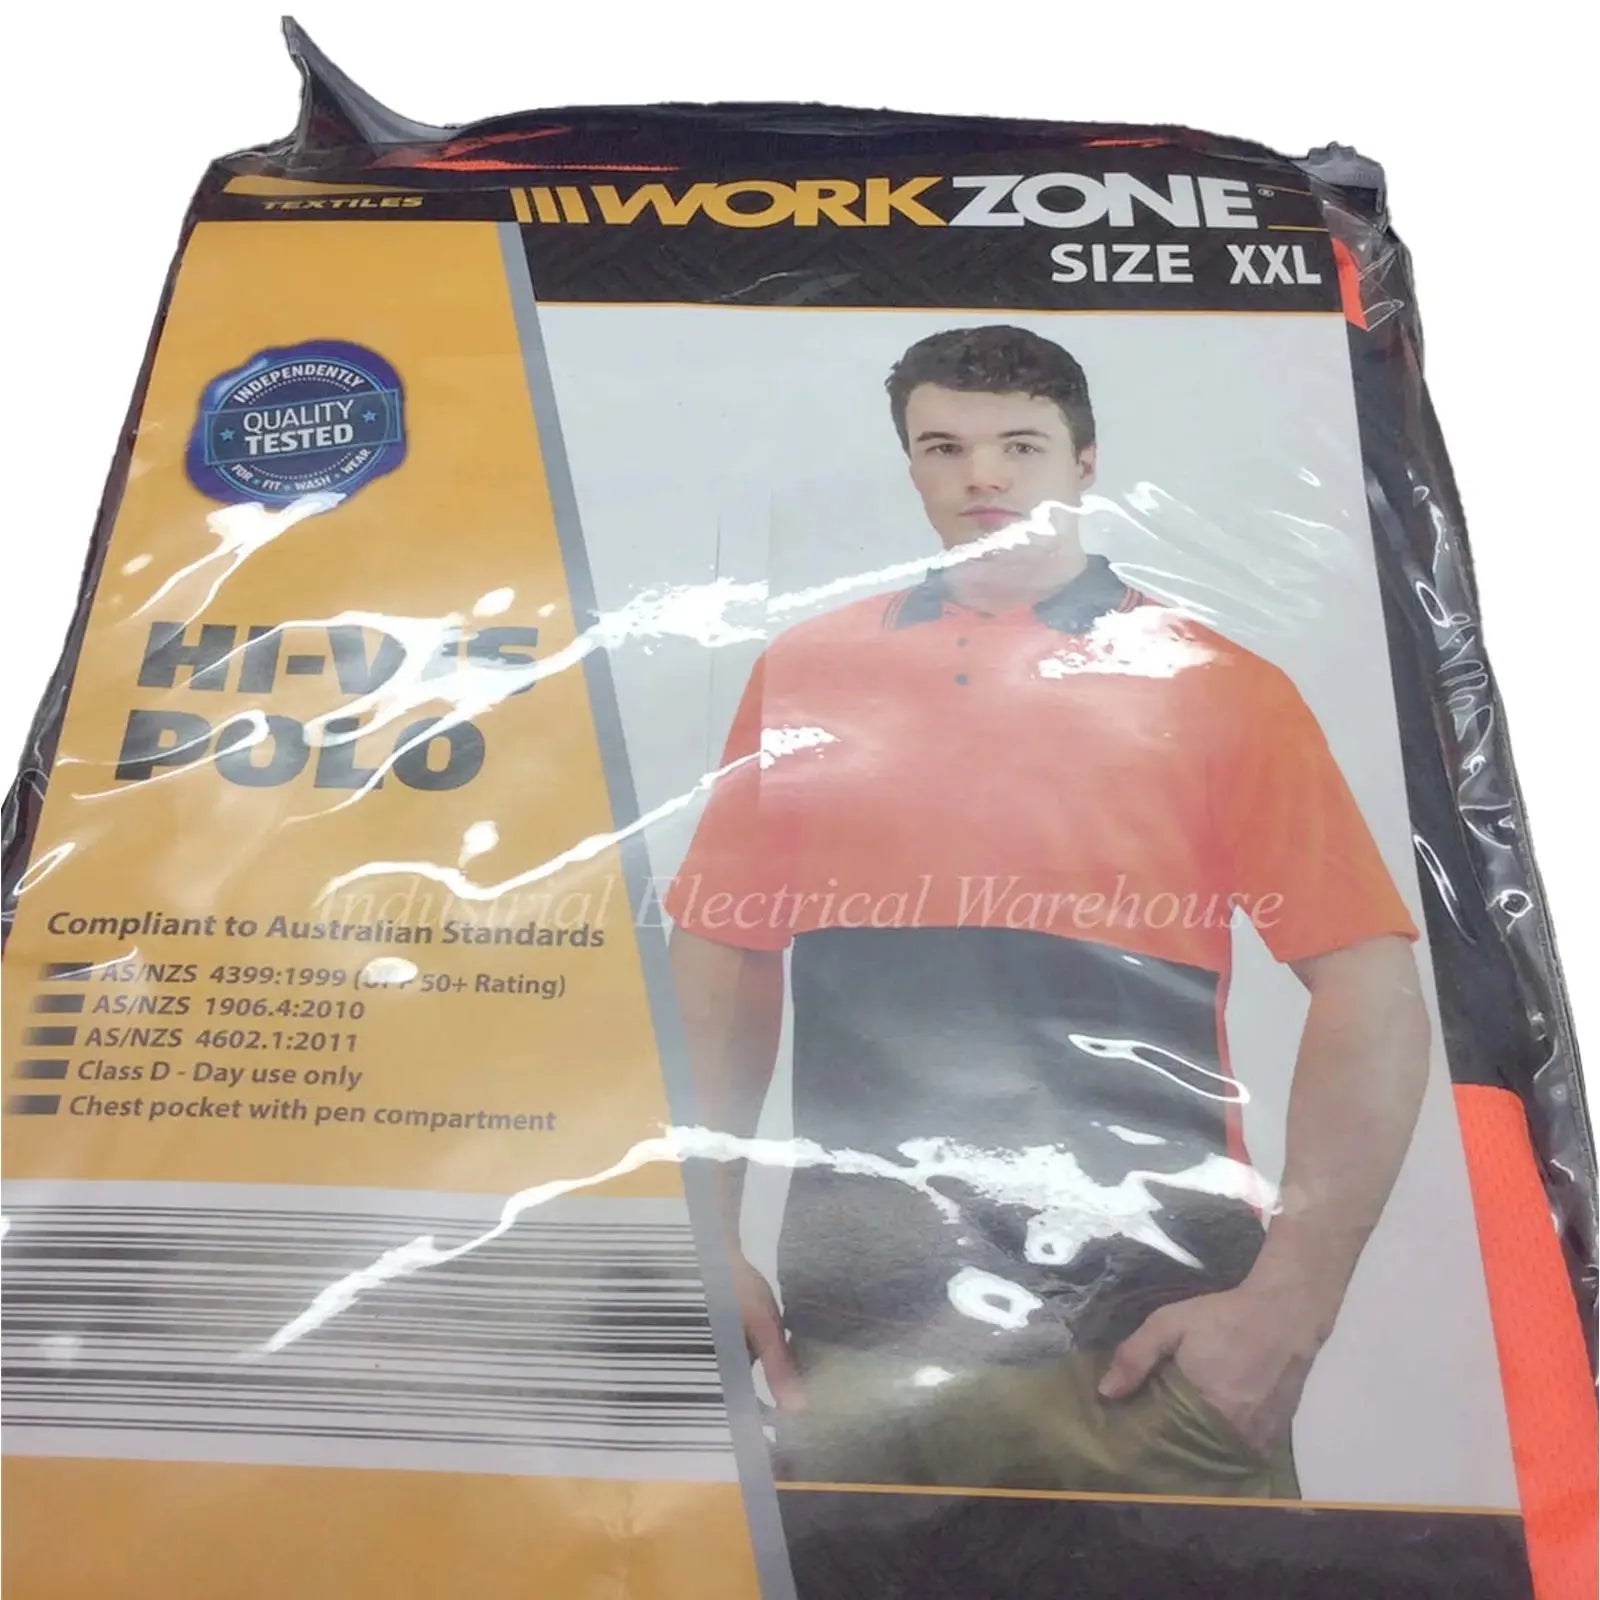 TEXTILES
WORKZONE®
SIZE XXL
INDEPENDENTLY
QUALITY
TESTED
FOR FIT WASH WEAR
HI-VIS
POLO
Industrial Electrical Warehouse
Compliant to Australian Standards
AS/NZS 4399:1999 (UPF 50+ Rating)
AS/NZS 1906.4:2010
AS/NZS 4602.1:2011
Class D - Day use only
Chest pocket with pen compartment